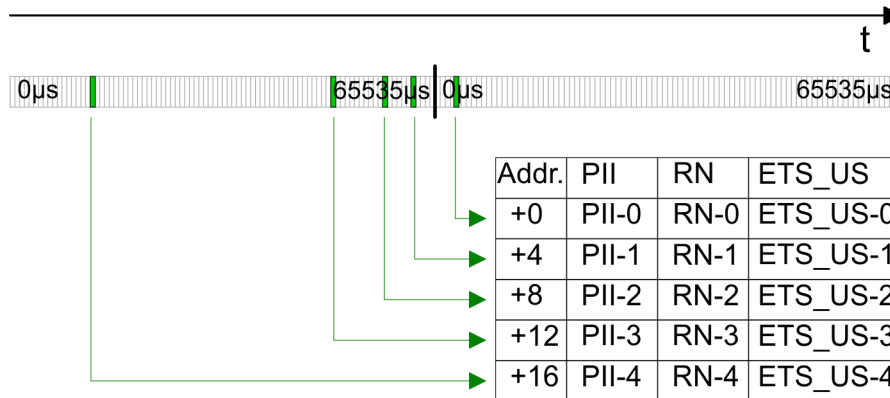 t
0µs 65535µs 0µs 65535µs
Addr. PII RN ETS_US
+0 PII-0 RN-0 ETS_US-0
+4 PII-1 RN-1 ETS_US-1
+8 PII-2 RN-2 ETS_US-2
+12 PII-3 RN-3 ETS_US-3
+16 PII-4 RN-4 ETS_US-4